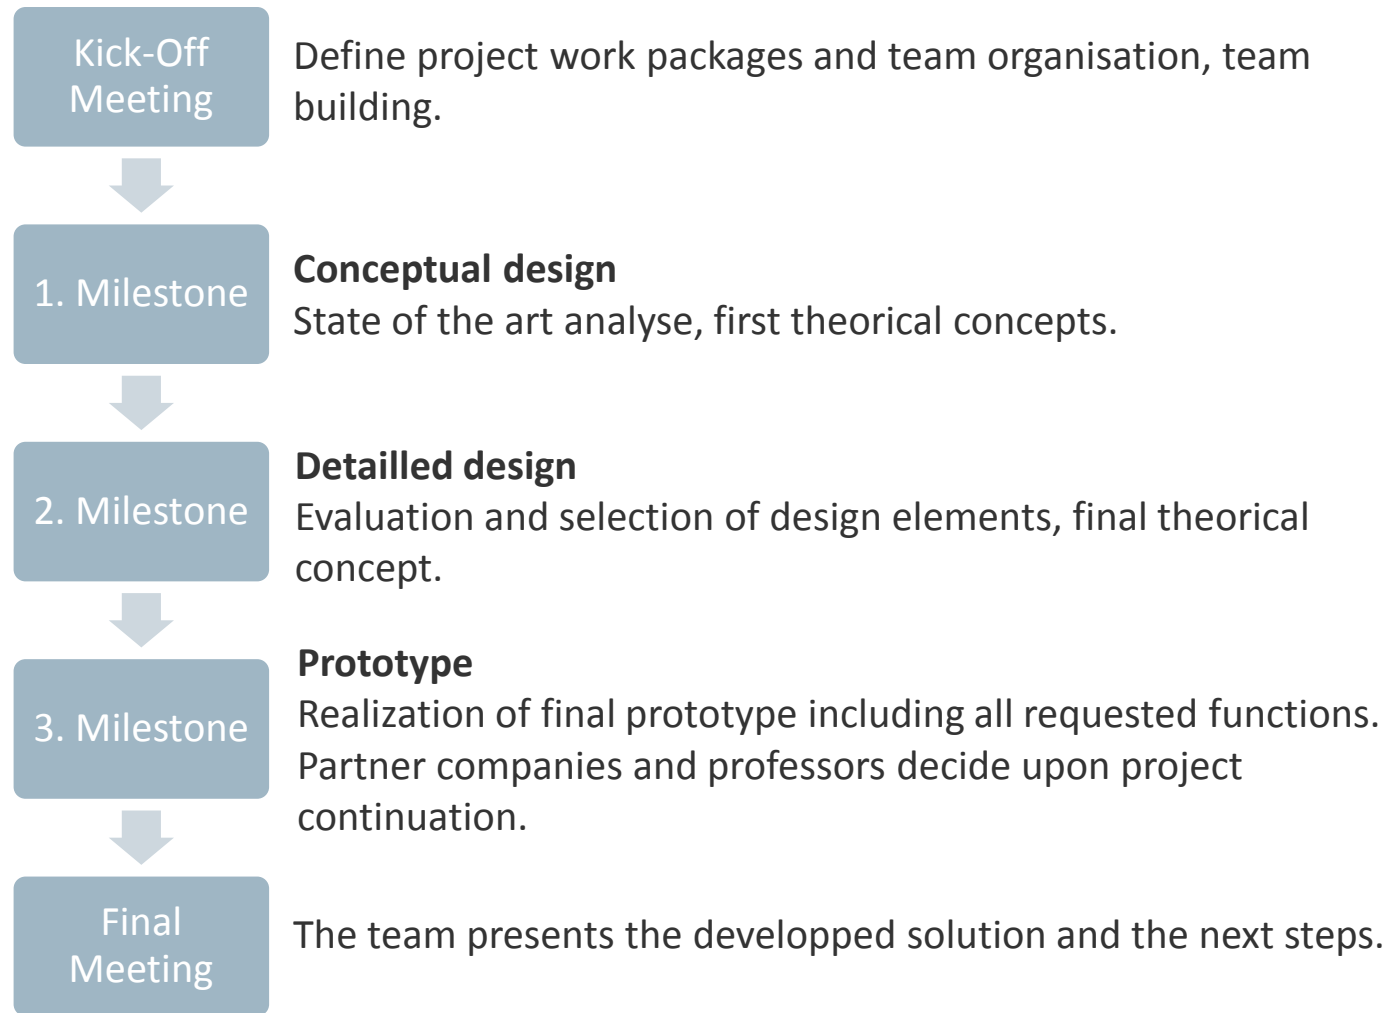 Kick-Off
Meeting
Define project work packages and team organisation, team
building.
1. Milestone
Conceptual design
State of the art analyse, first theorical concepts.
2. Milestone
Detailled design
Evaluation and selection of design elements, final theorical
concept.
3. Milestone
Prototype
Realization of final prototype including all requested functions.
Partner companies and professors decide upon project
continuation.
Final
Meeting
The team presents the developped solution and the next steps.